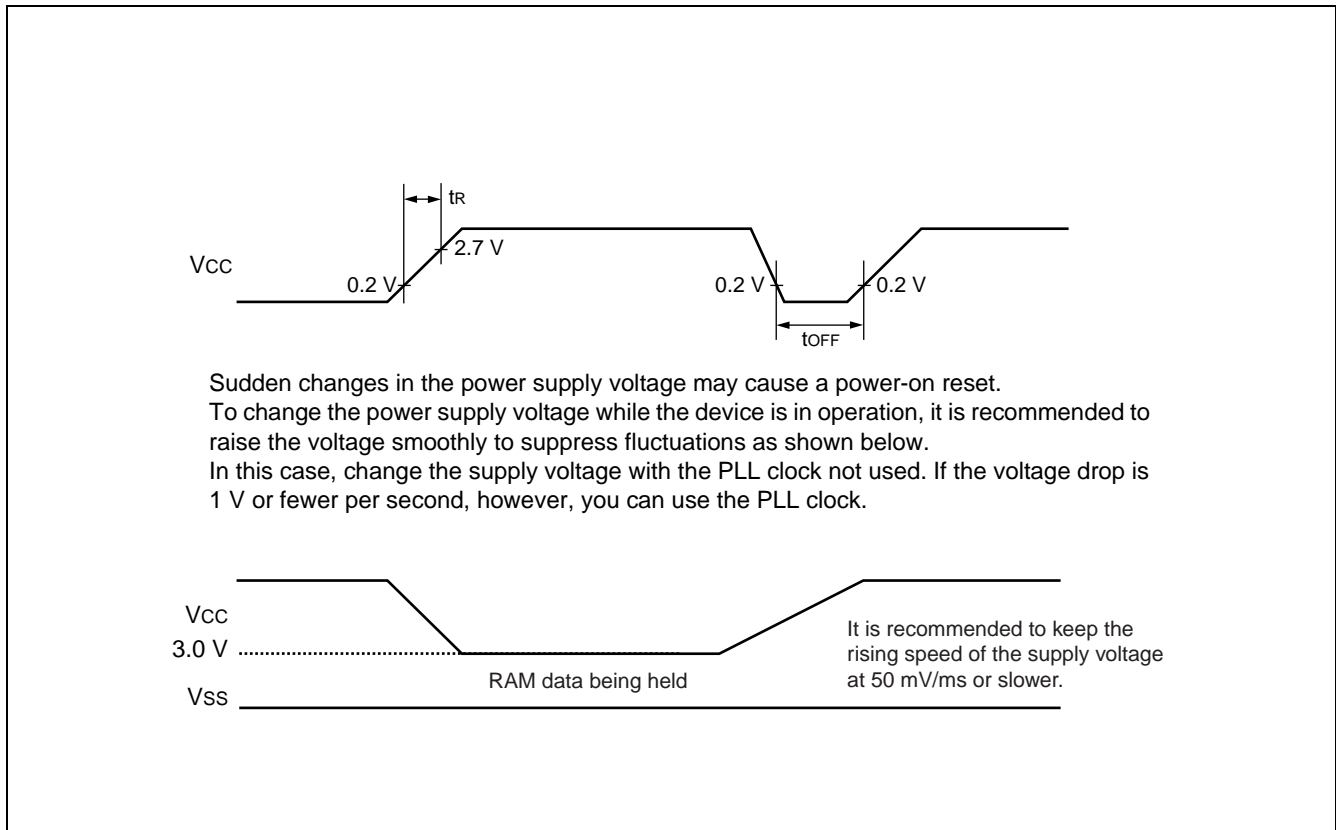 tR
2.7 V
VCC
0.2 V
0.2 V
0.2 V
tOFF
Sudden changes in the power supply voltage may cause a power-on reset.
To change the power supply voltage while the device is in operation, it is recommended to
raise the voltage smoothly to suppress fluctuations as shown below.
In this case, change the supply voltage with the PLL clock not used. If the voltage drop is
1 V or fewer per second, however, you can use the PLL clock.
VCC
3.0 V
VSS
RAM data being held
It is recommended to keep the
rising speed of the supply voltage
at 50 mV/ms or slower.